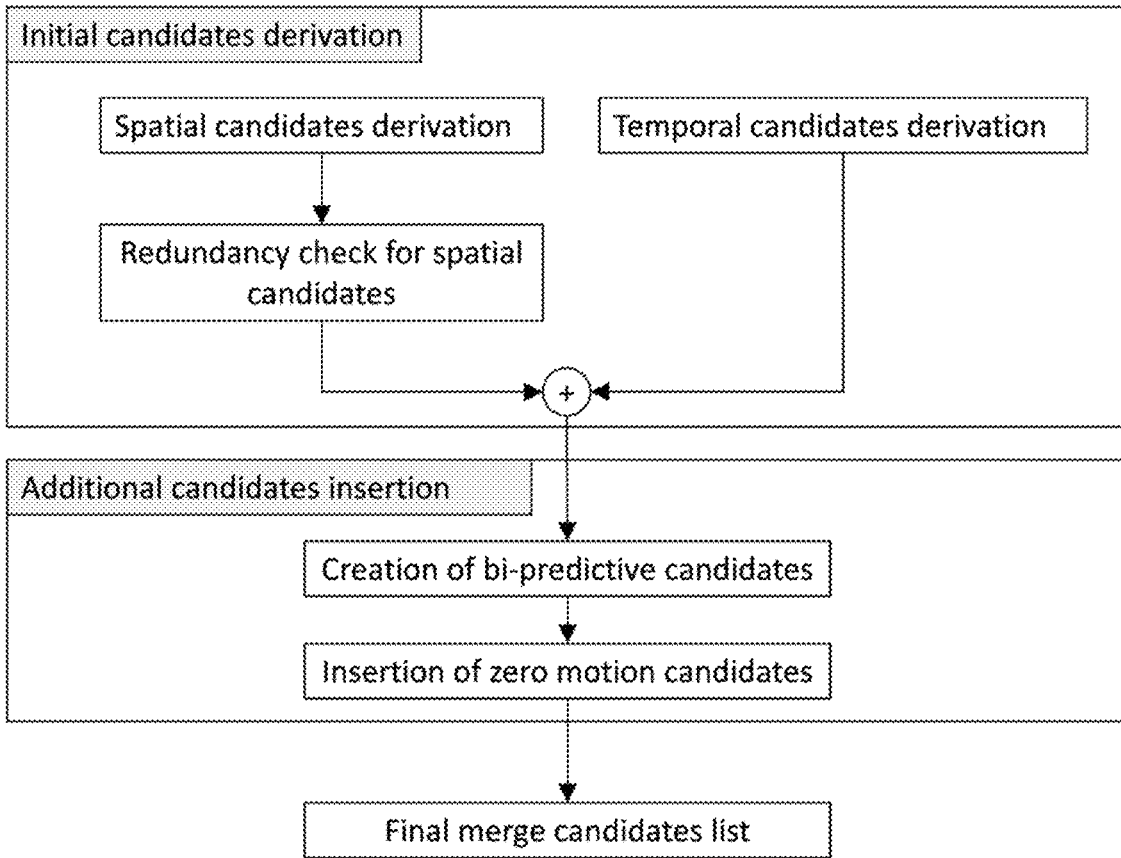 Initial candidates derivation
Spatial candidates derivation
Temporal candidates derivation
Redundancy check for spatial
candidates
+
Additional candidates insertion
Creation of bi-predictive candidates
Insertion of zero motion candidates
Final merge candidates list